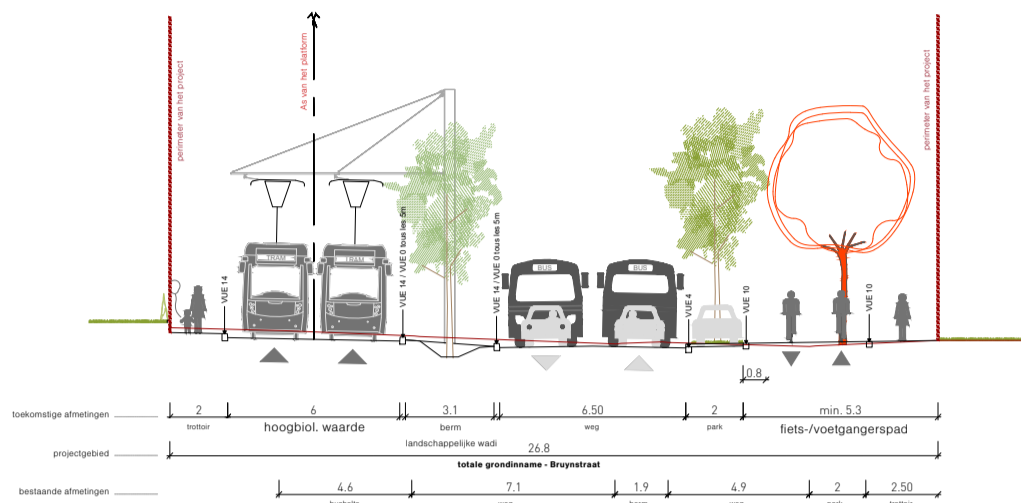 perimeter van het project
As van het platform
perimeter van het project
TRAM
TRAM
BUS
BUS
VUE 14
VUE 14 / VUE 0 tous les 5m
VUE 14 / VUE 0 tous les 5m
VUE 4
VUE 10
VUE 10
0.8
toekomstige afmetingen
2
6
3.1
6.50
2
min. 5.3
trottoir
hoogbiol. waarde
berm
weg
park
fiets-/voetgangerspad
landschappelijke wadi
projectgebied
26.8
totale grondinname - Bruynstraat
bestaande afmetingen
4.6
7.1
1.9
4.9
2
2.50